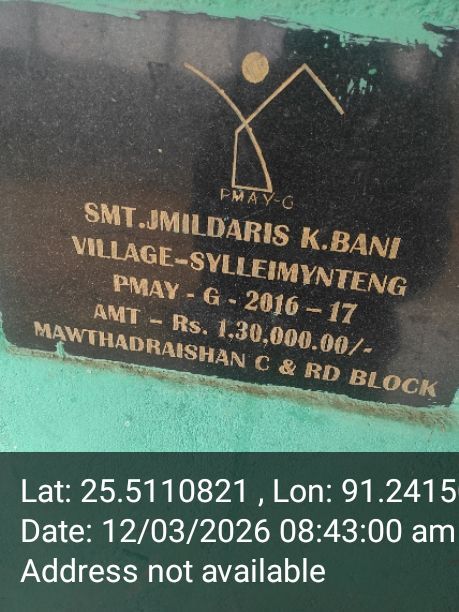 PMAY-G
SMT.JMILDARIS K.BANI
VILLAGE-SYLLEIMYNTENG
PMAY - G - 2016 - 17
AMT - Rs. 1,30,000.00/-
MAWTHADRAISHAN C & RD BLOCK
Lat: 25.5110821 , Lon: 91.2415
Date: 12/03/2026 08:43:00 am
Address not available